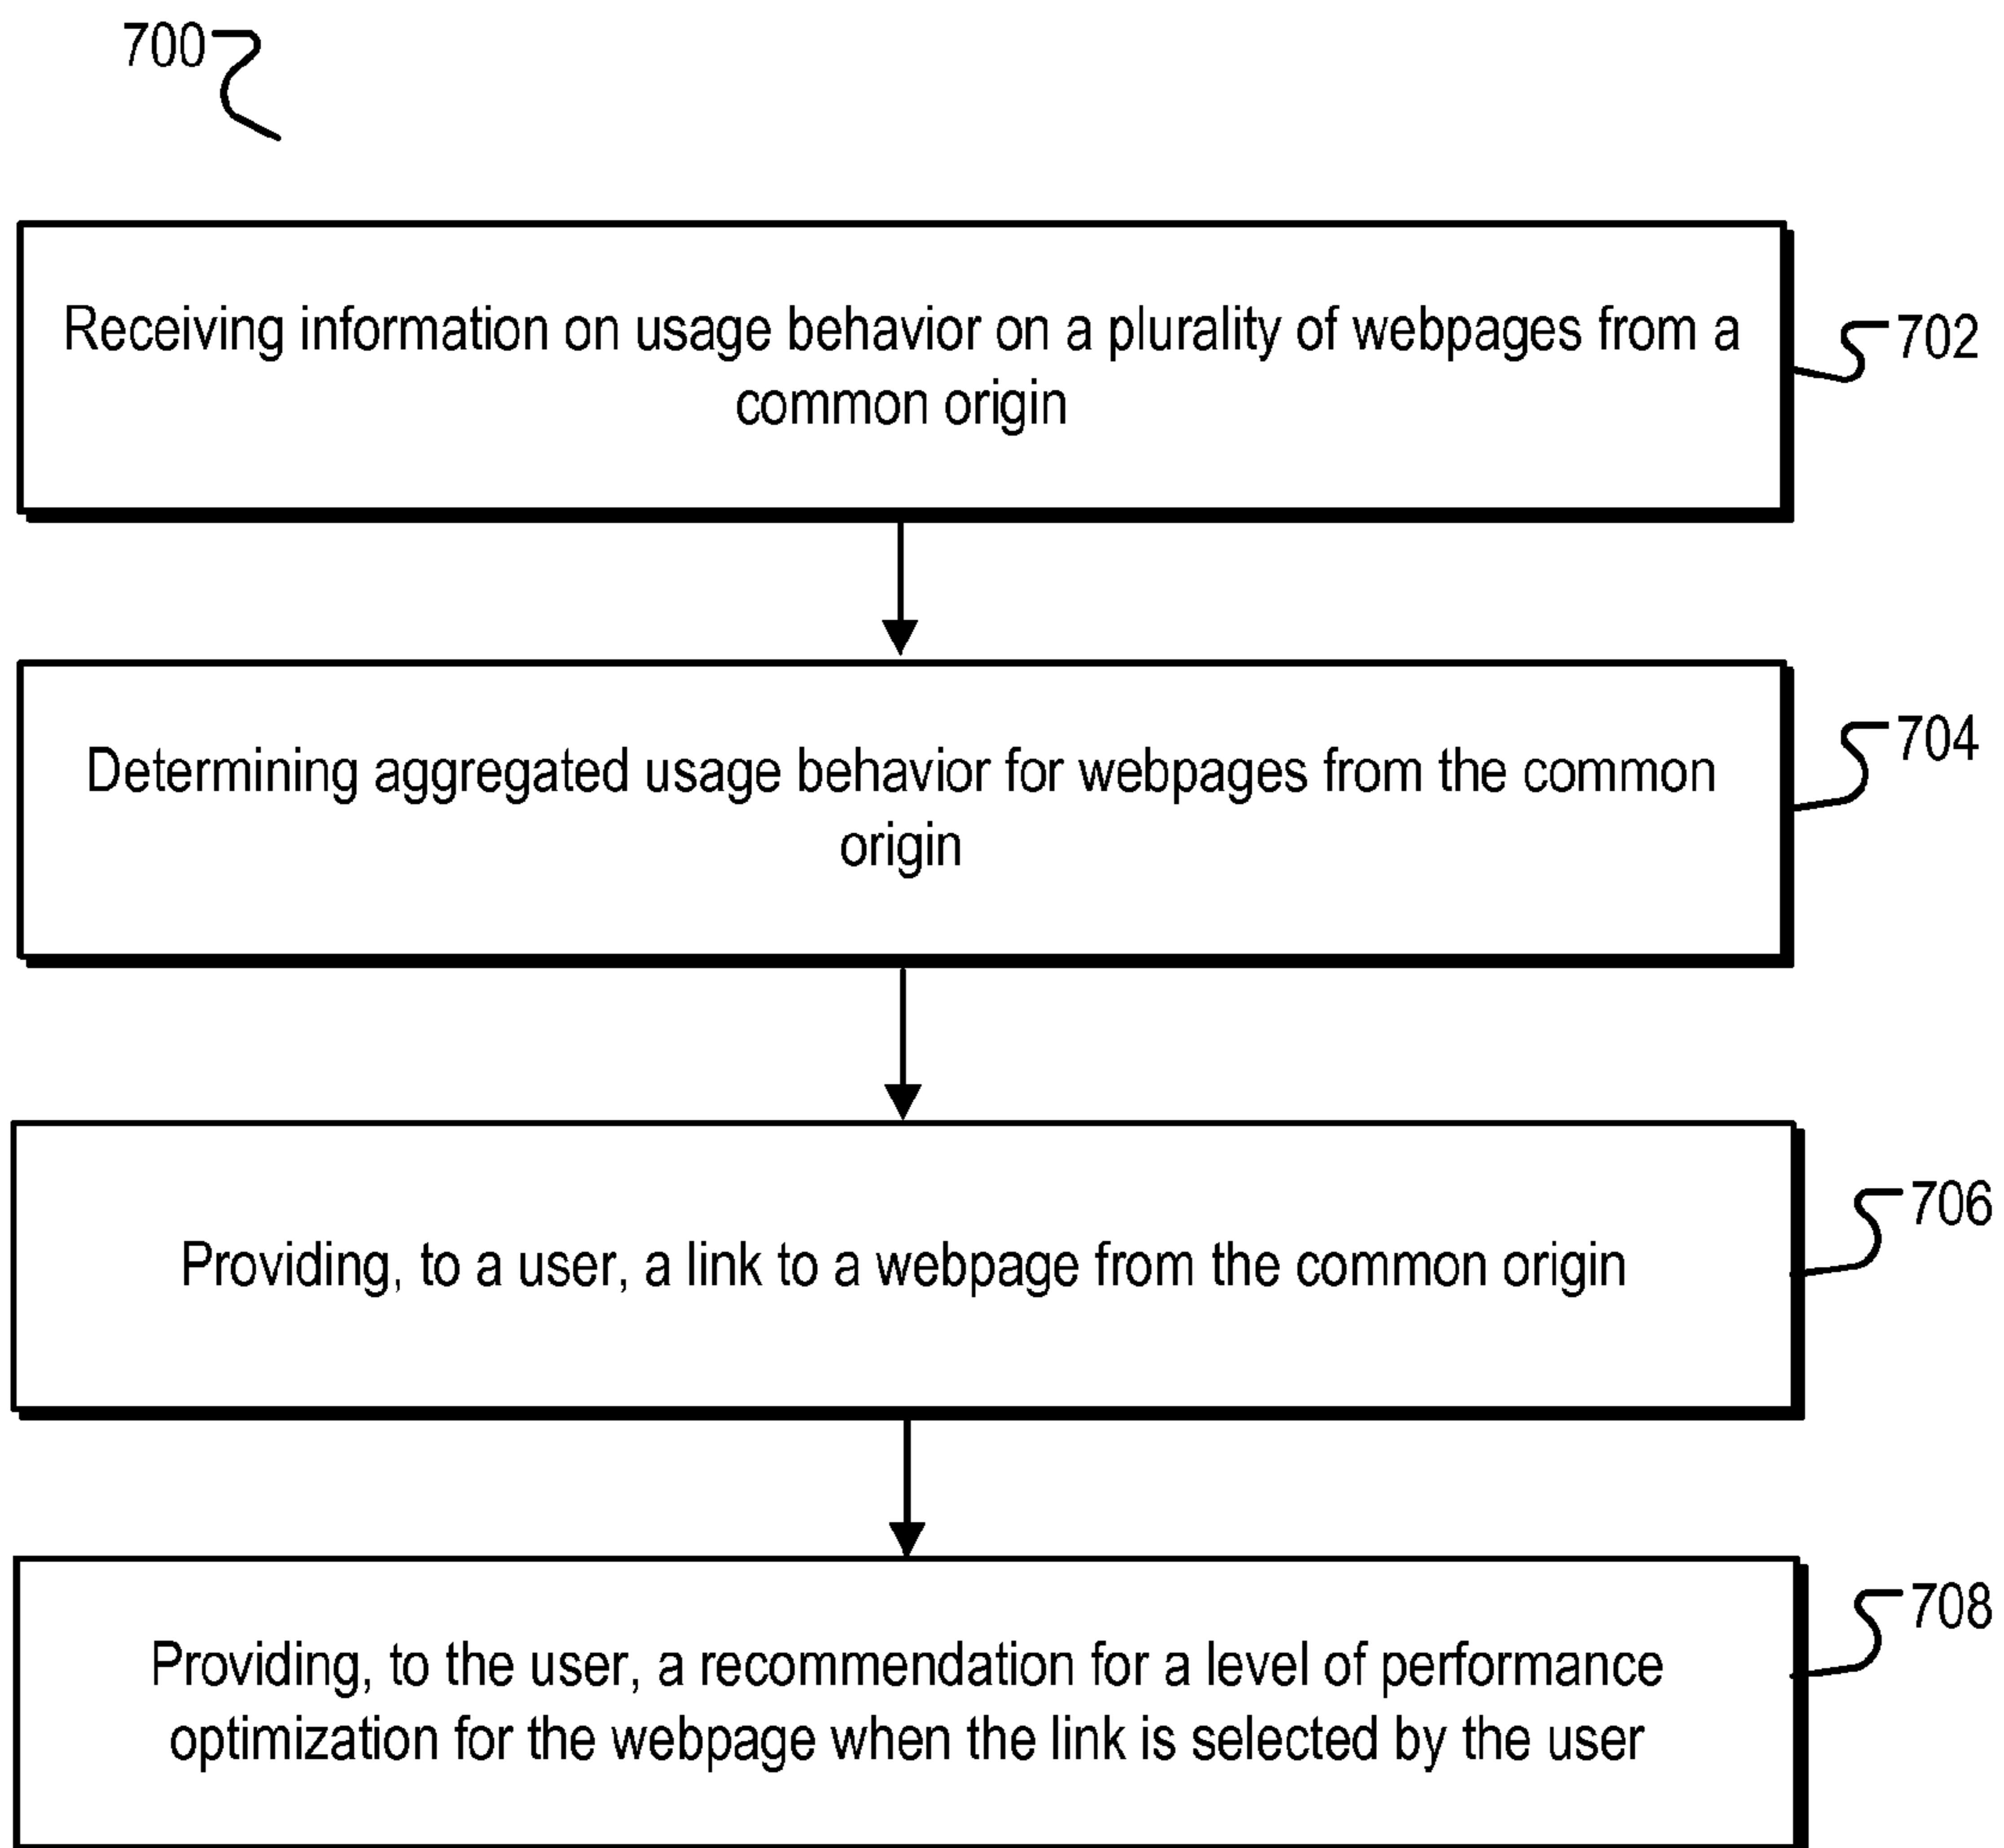 700
Receiving information on usage behavior on a plurality of webpages from a
common origin
702
Determining aggregated usage behavior for webpages from the common
origin
704
Providing, to a user, a link to a webpage from the common origin
706
Providing, to the user, a recommendation for a level of performance
optimization for the webpage when the link is selected by the user
708